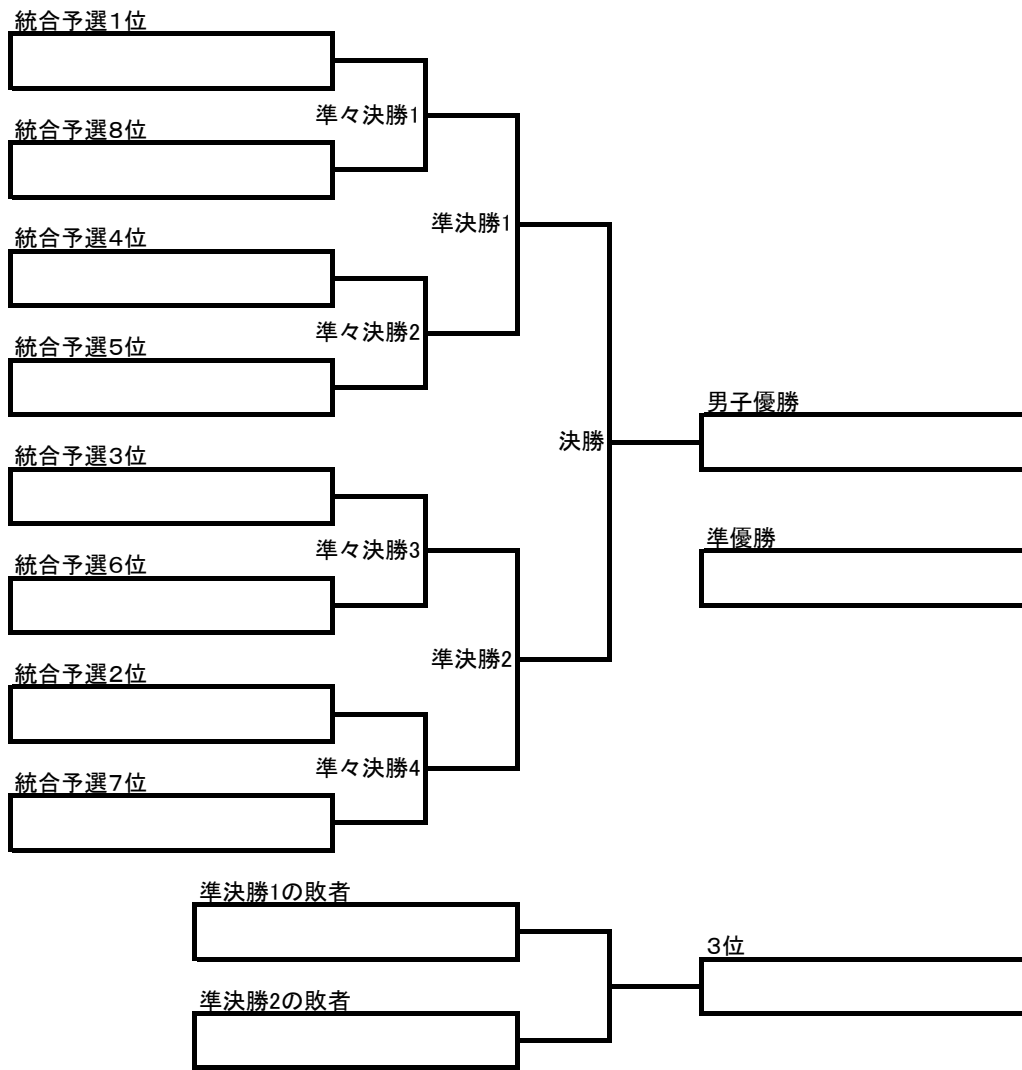 統合予選1位
準々決勝1
統合予選8位
準決勝1
統合予選4位
準々決勝2
統合予選5位
男子優勝
決勝
統合予選3位
準優勝
準々決勝3
統合予選6位
準決勝2
統合予選2位
準々決勝4
統合予選7位
準決勝1の敗者
3位
準決勝2の敗者